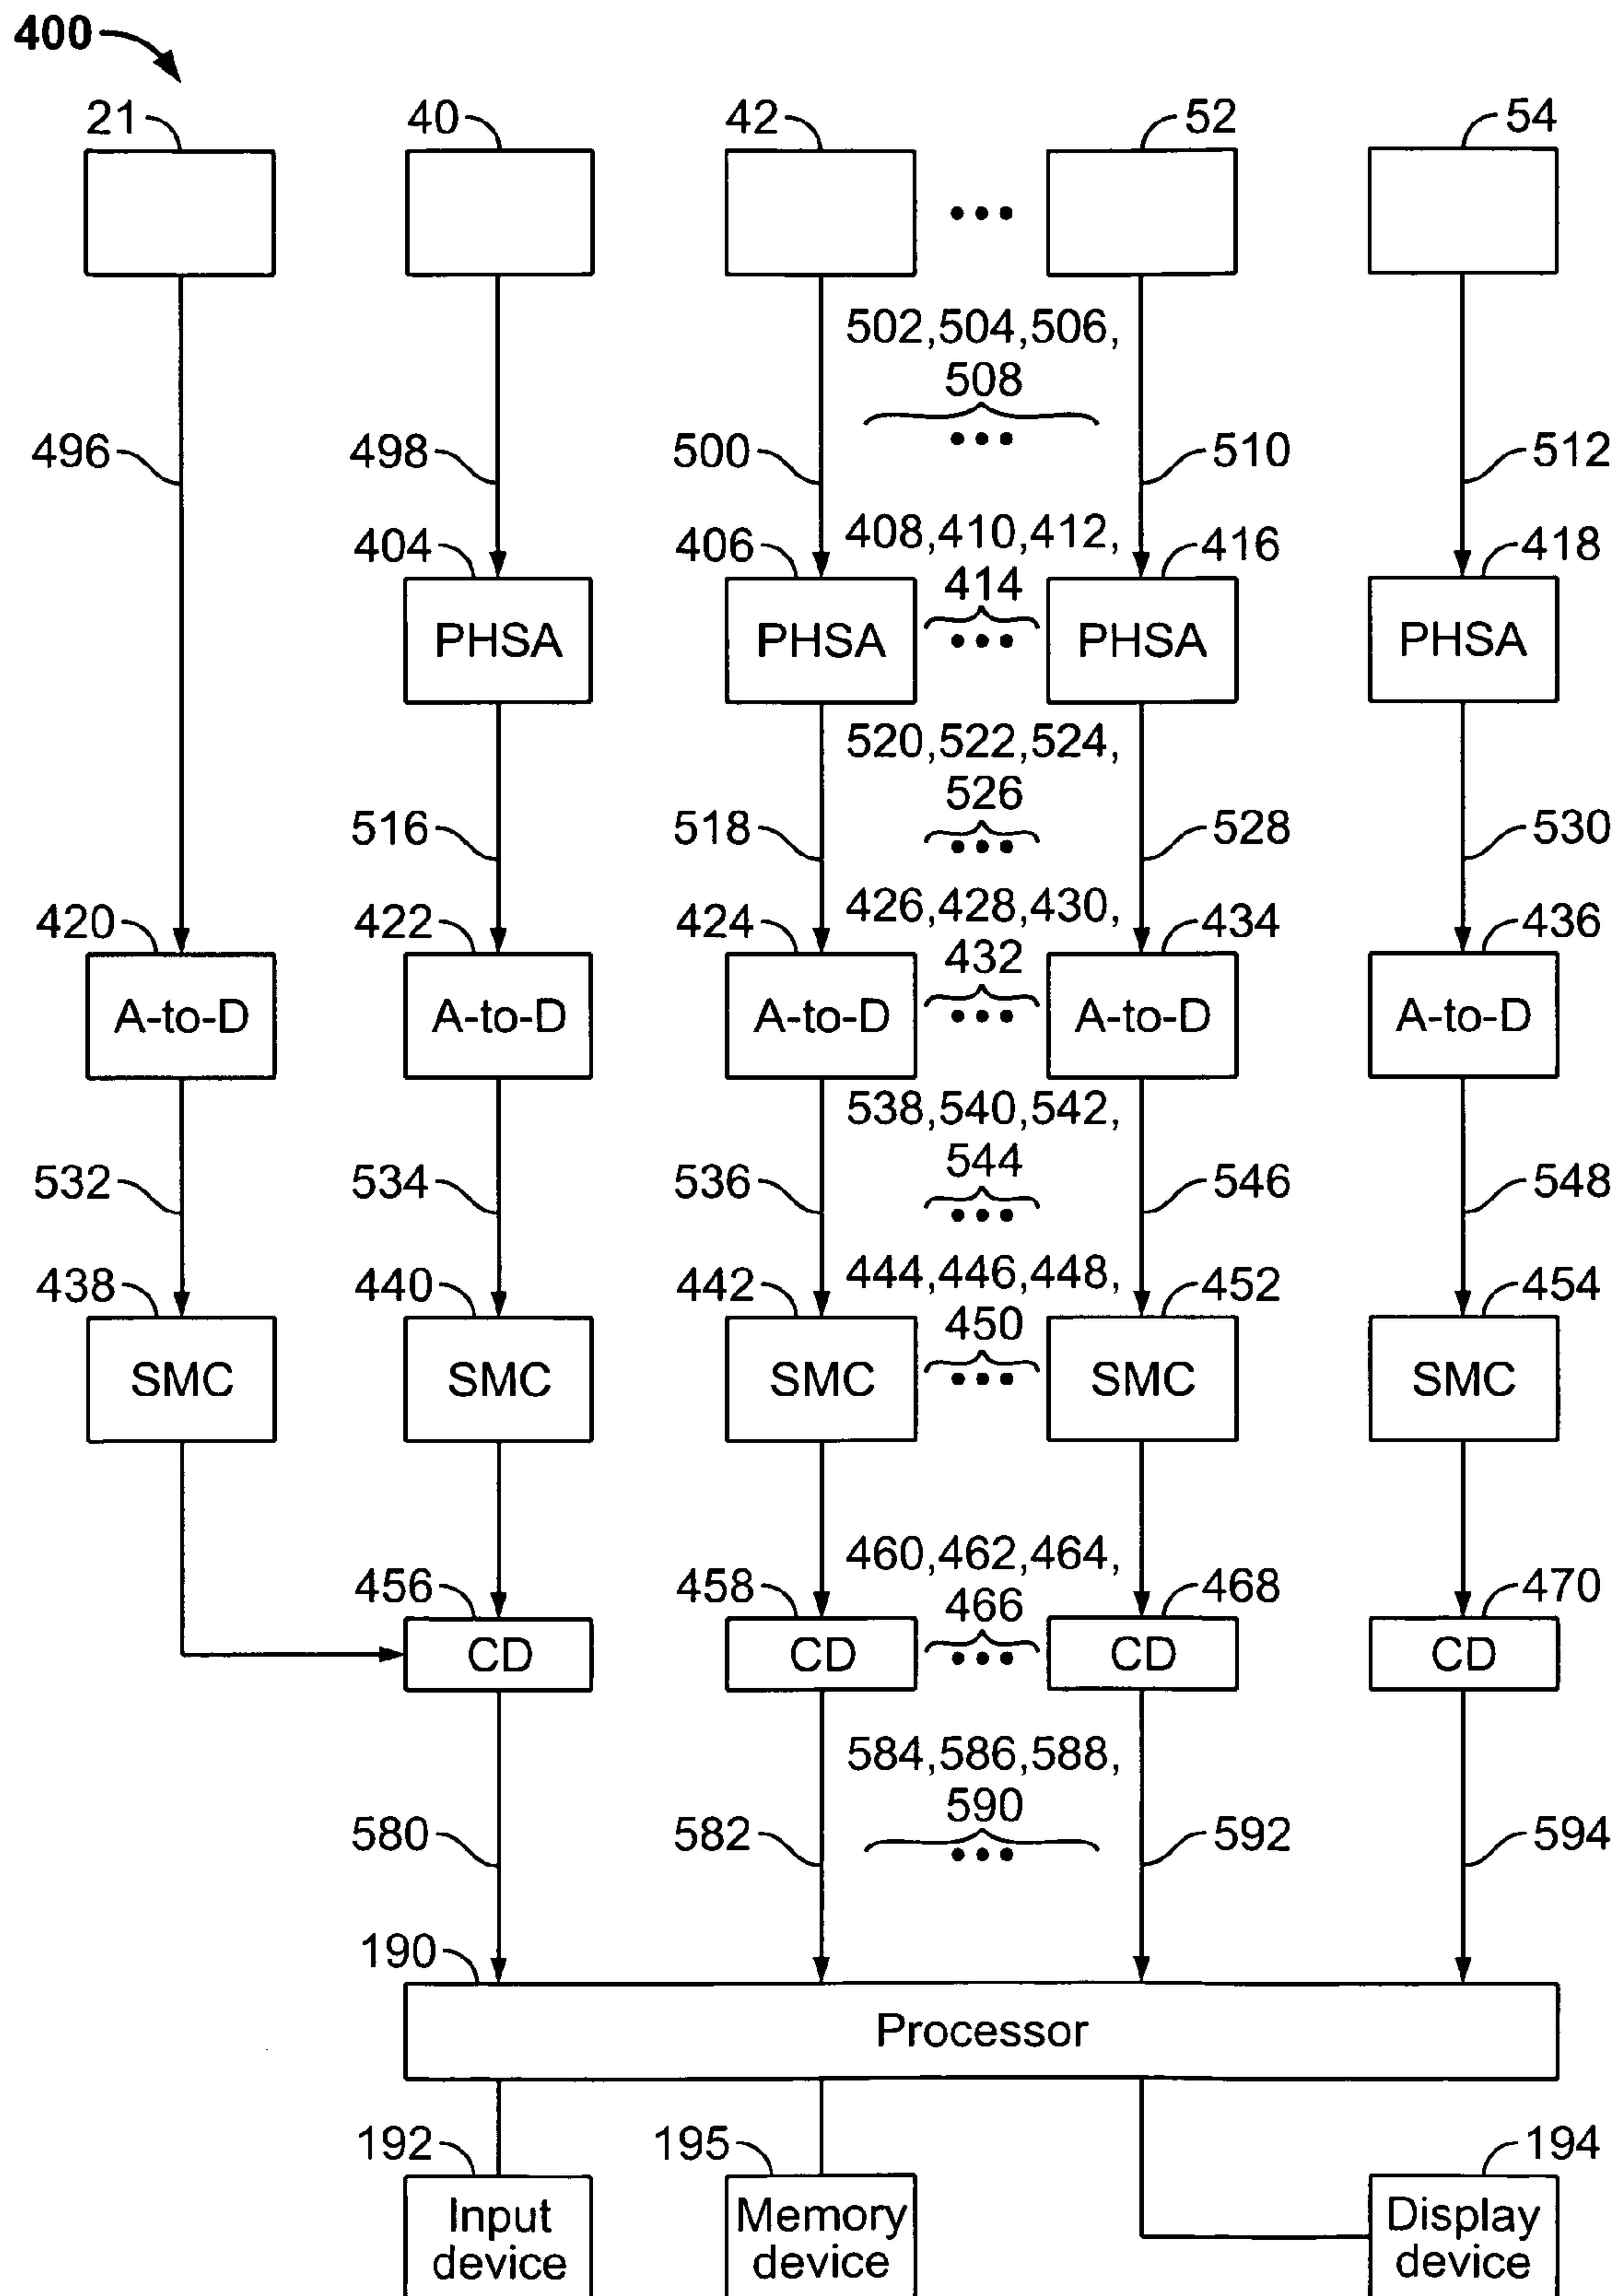 400
21 40 42 52 54
502,504,506,
508
496 498 500 510 512
408,410,412,
404 406 416 418
414
PHSA PHSA PHSA PHSA
520,522,524,
526
516 518 528 530
426,428,430,
420 422 424 434 436
432
A-to-D A-to-D A-to-D A-to-D A-to-D
538,540,542,
544
532 534 536 546 548
444,446,448,
438 440 442 452 454
450
SMC SMC SMC SMC SMC
460,462,464,
456 458 468 470
466
CD CD CD CD
584,586,588,
590
580 582 592 594
190
Processor
192 195 194
Input
device
Memory
device
Display
device